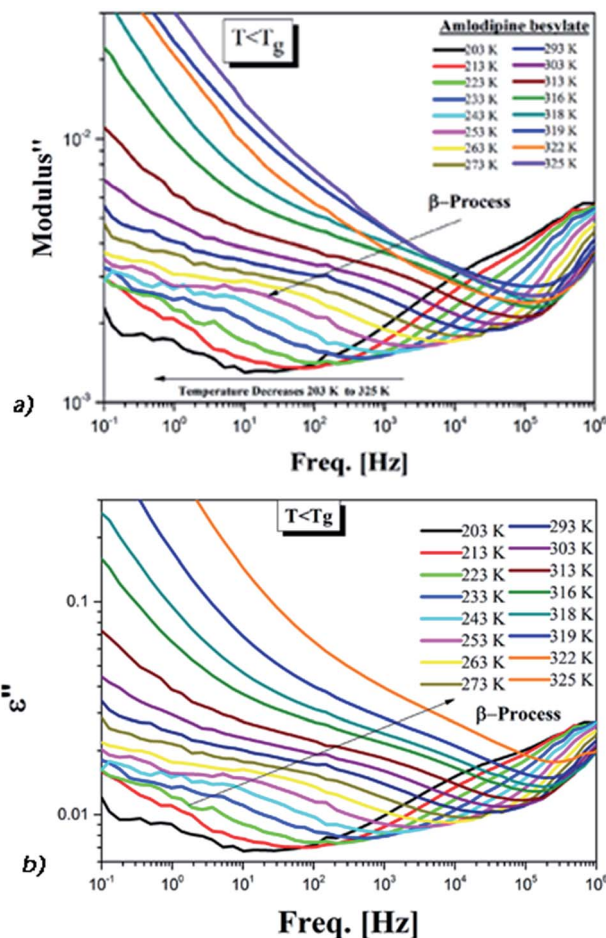 T<Tg
Amlodipine besylate
203 K 293 K
213 K 303 K
223 K 313 K
233 K 316 K
243 K 318 K
253 K 319 K
263 K 322 K
273 K 325 K
β-Process
Temperature Decreases 203 K to 325 K
Modulus''
10⁻²
10⁻³
10⁻¹ 10⁰ 10¹ 10² 10³ 10⁴ 10⁵ 10⁶
Freq. [Hz]
a)
T<Tg
203 K 293 K
213 K 303 K
223 K 313 K
233 K 316 K
243 K 318 K
253 K 319 K
263 K 322 K
273 K 325 K
β-Process
ε''
0.1
0.01
10⁻¹ 10⁰ 10¹ 10² 10³ 10⁴ 10⁵ 10⁶
Freq. [Hz]
b)